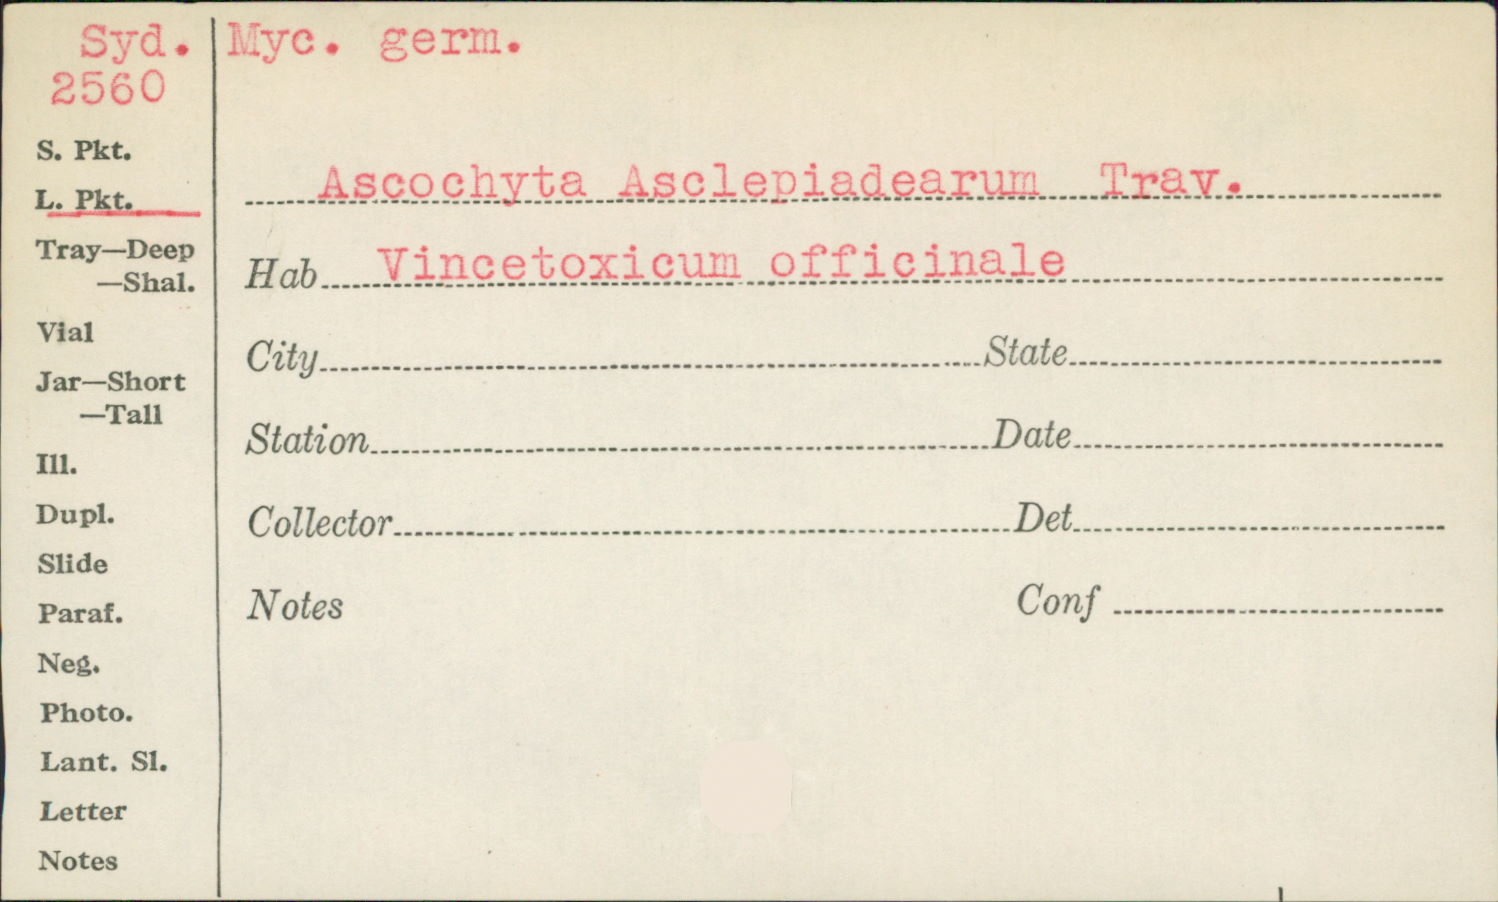 Syd. Myc. germ.
2560
S. Pkt.
L. Pkt.
Tray—Deep
—Shal.
Vial
Jar—Short
—Tall
Ill.
Dupl.
Slide
Paraf.
Neg.
Photo.
Lant. Sl.
Letter
Notes
Ascochyta Asclepiadearum Trav.
Hab Vincetoxicum officinale
City State
Station Date
Collector Det
Notes Conf